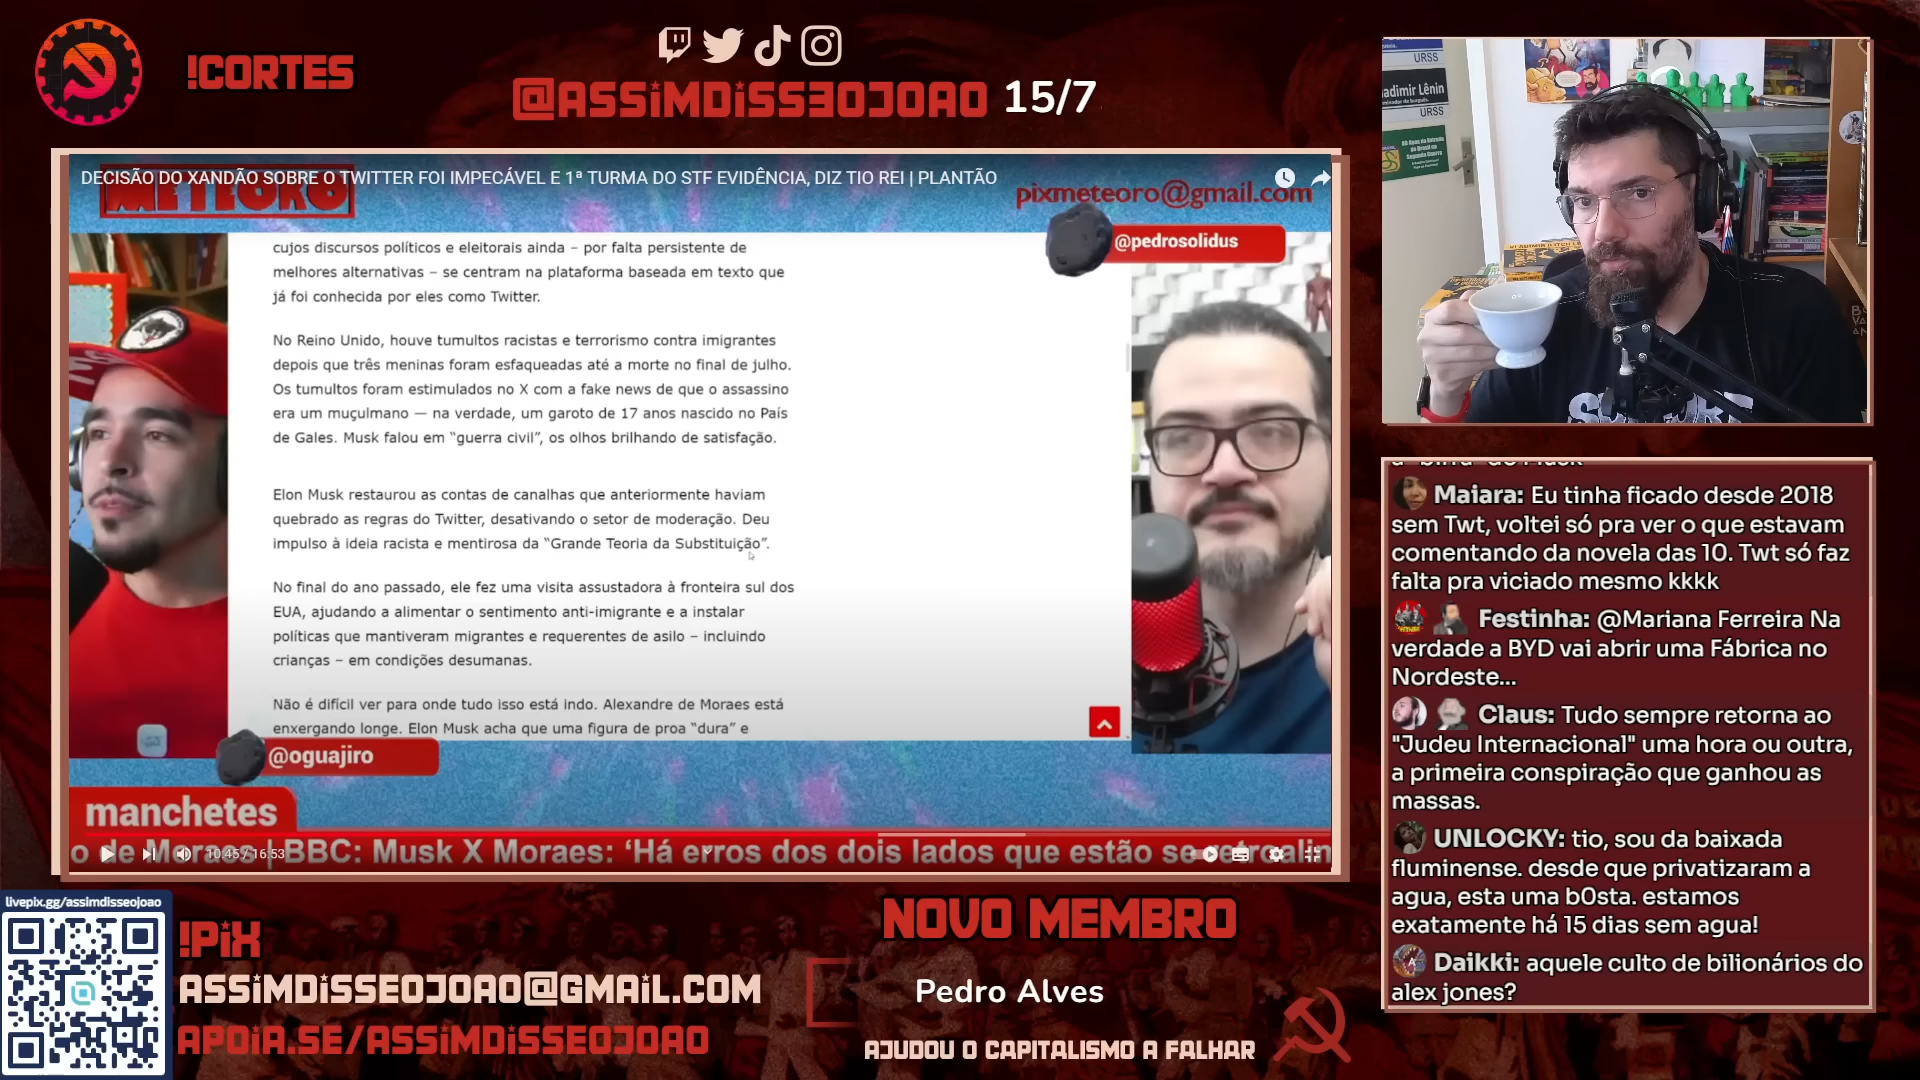 !CORTES
@ASSIMDISSEOJOAO 15/7
DECISÃO DO XANDÃO SOBRE O TWITTER FOI IMPECÁVEL E 1ª TURMA DO STF EVIDÊNCIA, DIZ TIO REI | PLANTÃO
METEORO
pixmeteoro@gmail.com
@pedrosolidus
cujos discursos políticos e eleitorais ainda – por falta persistente de
melhores alternativas – se centram na plataforma baseada em texto que
já foi conhecida por eles como Twitter.
No Reino Unido, houve tumultos racistas e terrorismo contra imigrantes
depois que três meninas foram esfaqueadas até a morte no final de julho.
Os tumultos foram estimulados no X com a fake news de que o assassino
era um muçulmano — na verdade, um garoto de 17 anos nascido no País
de Gales. Musk falou em “guerra civil”, os olhos brilhando de satisfação.
Elon Musk restaurou as contas de canalhas que anteriormente haviam
quebrado as regras do Twitter, desativando o setor de moderação. Deu
impulso à ideia racista e mentirosa da “Grande Teoria da Substituição”.
No final do ano passado, ele fez uma visita assustadora à fronteira sul dos
EUA, ajudando a alimentar o sentimento anti-imigrante e a instalar
políticas que mantiveram migrantes e requerentes de asilo – incluindo
crianças – em condições desumanas.
Não é difícil ver para onde tudo isso está indo. Alexandre de Moraes está
enxergando longe. Elon Musk acha que uma figura de proa “dura” e
@oguajiro
manchetes
o de Moraes | BBC: Musk X Moraes: ‘Há erros dos dois lados que estão se retroalin
10:45 / 16:53
URSS
adimir Lênin
URSS
a "birra" do Musk
Maiara: Eu tinha ficado desde 2018
sem Twt, voltei só pra ver o que estavam
comentando da novela das 10. Twt só faz
falta pra viciado mesmo kkkk
Festinha: @Mariana Ferreira Na
verdade a BYD vai abrir uma Fábrica no
Nordeste...
Claus: Tudo sempre retorna ao
"Judeu Internacional" uma hora ou outra,
a primeira conspiração que ganhou as
massas.
UNLOCKY: tio, sou da baixada
fluminense. desde que privatizaram a
agua, esta uma b0sta. estamos
exatamente há 15 dias sem agua!
Daikki: aquele culto de bilionários do
alex jones?
livepix.gg/assimdisseojoao
!PIX
ASSIMDISSEOJOAO@GMAIL.COM
APOIA.SE/ASSIMDISSEOJOAO
NOVO MEMBRO
Pedro Alves
AJUDOU O CAPITALISMO A FALHAR